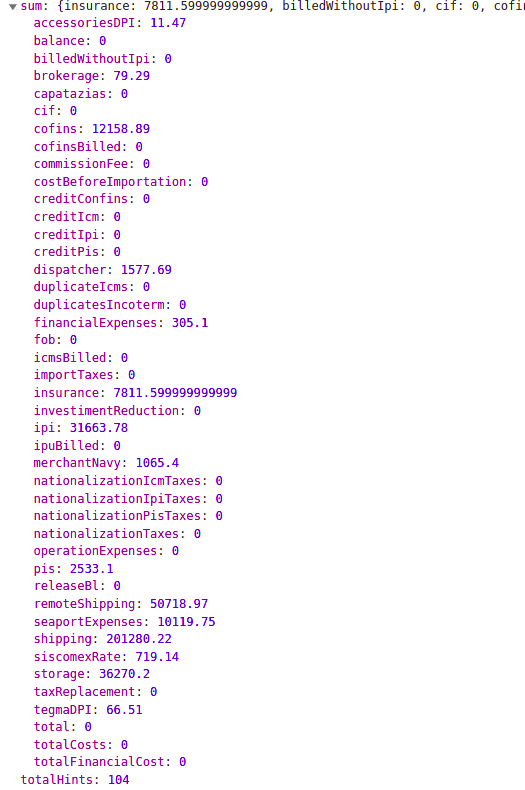 sum: {insurance: 7811.599999999999, billedWithoutIpi: 0, cif: 0, cofin
accessoriesDPI: 11.47
balance: 0
billedWithoutIpi: 0
brokerage: 79.29
capatazias: 0
cif: 0
cofins: 12158.89
cofinsBilled: 0
commissionFee: 0
costBeforeImportation: 0
creditConfins: 0
creditIcm: 0
creditIpi: 0
creditPis: 0
dispatcher: 1577.69
duplicateIcms: 0
duplicatesIncoterm: 0
financialExpenses: 305.1
fob: 0
icmsBilled: 0
importTaxes: 0
insurance: 7811.599999999999
investimentReduction: 0
ipi: 31663.78
ipuBilled: 0
merchantNavy: 1065.4
nationalizationIcmTaxes: 0
nationalizationIpiTaxes: 0
nationalizationPisTaxes: 0
nationalizationTaxes: 0
operationExpenses: 0
pis: 2533.1
releaseBl: 0
remoteShipping: 50718.97
seaportExpenses: 10119.75
shipping: 201280.22
siscomexRate: 719.14
storage: 36270.2
taxReplacement: 0
tegmaDPI: 66.51
total: 0
totalCosts: 0
totalFinancialCost: 0
totalHints: 104